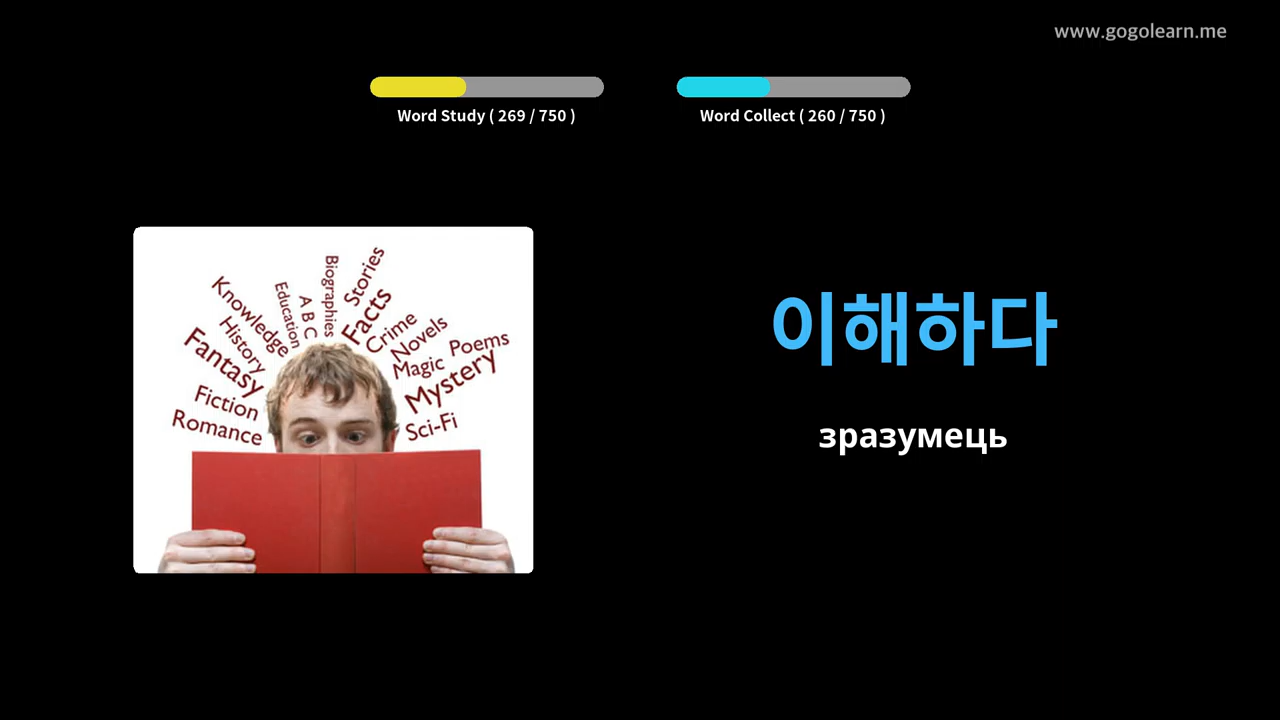 www.gogolearn.me
Word Study ( 269 / 750 )
Word Collect ( 260 / 750 )
Biographies
Stories
Education
A B C
Facts
Knowledge
Crime
History
Novels
Fantasy
Magic
Poems
Mystery
Fiction
Romance
Sci-Fi
이해하다
зразумець